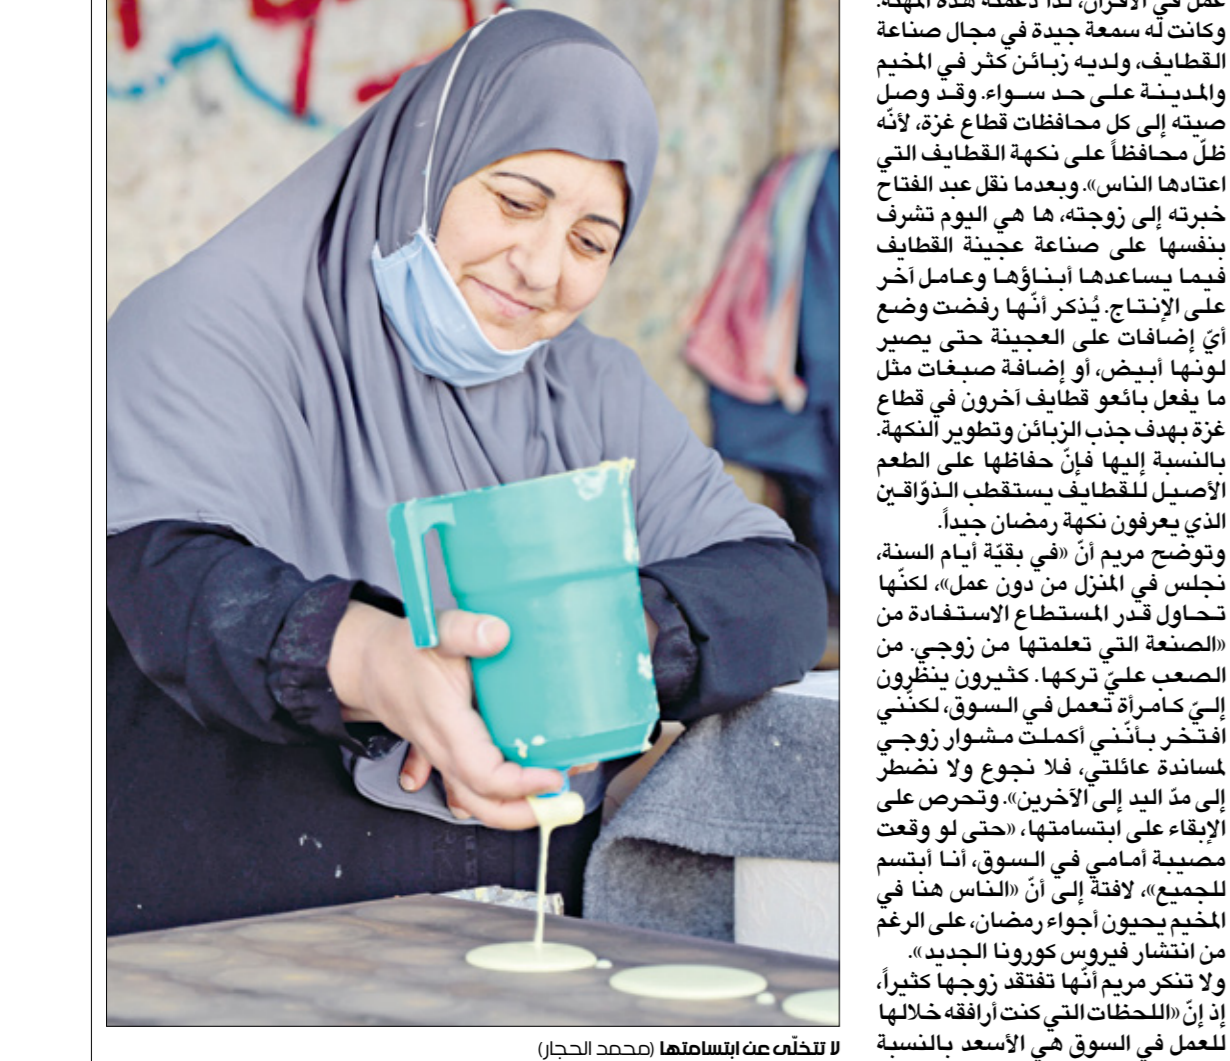 عمل في الأفران، لذا دعمته هذه المهنة.
وكانت له سمعة جيدة في مجال صناعة
القطايف، ولديه زبائن كثر في المخيم
والمدينة على حد سواء. وقد وصل
صيته إلى كل محافظات قطاع غزة، لأنّه
ظلّ محافظاً على نكهة القطايف التي
اعتادها الناس». وبعدما نقل عبد الفتاح
خبرته إلى زوجته، ها هي اليوم تشرف
بنفسها على صناعة عجينة القطايف
فيما يساعدها أبناؤها وعامل آخر
على الإنتاج. يُذكر أنّها رفضت وضع
أيّ إضافات على العجينة حتى يصير
لونها أبيض، أو إضافة صبغات مثل
ما يفعل بائعو قطايف آخرون في قطاع
غزة بهدف جذب الزبائن وتطوير النكهة.
بالنسبة إليها فإنّ حفاظها على الطعم
الأصيل للقطايف يستقطب الذوّاقين
الذي يعرفون نكهة رمضان جيداً.
وتوضح مريم أنّ «في بقيّة أيام السنة،
نجلس في المنزل من دون عمل»، لكنّها
تحاول قدر المستطاع الاستفادة من
«الصنعة التي تعلمتها من زوجي. من
الصعب عليّ تركها. كثيرون ينظرون
إليّ كامرأة تعمل في السوق، لكنّني
افتخر بأنّني أكملت مشوار زوجي
لمساندة عائلتي، فلا نجوع ولا نضطر
إلى مدّ اليد إلى الآخرين». وتحرص على
الإبقاء على ابتسامتها، «حتى لو وقعت
مصيبة أمامي في السوق، أنا أبتسم
للجميع»، لافتة إلى أنّ «الناس هنا في
المخيم يحيون أجواء رمضان، على الرغم
من انتشار فيروس كورونا الجديد».
ولا تنكر مريم أنّها تفتقد زوجها كثيراً،
إذ إنّ «اللحظات التي كنت أرافقه خلالها
للعمل في السوق هي الأسعد بالنسبة
لا تتخلّى عن ابتسامتها (محمد الحجار)